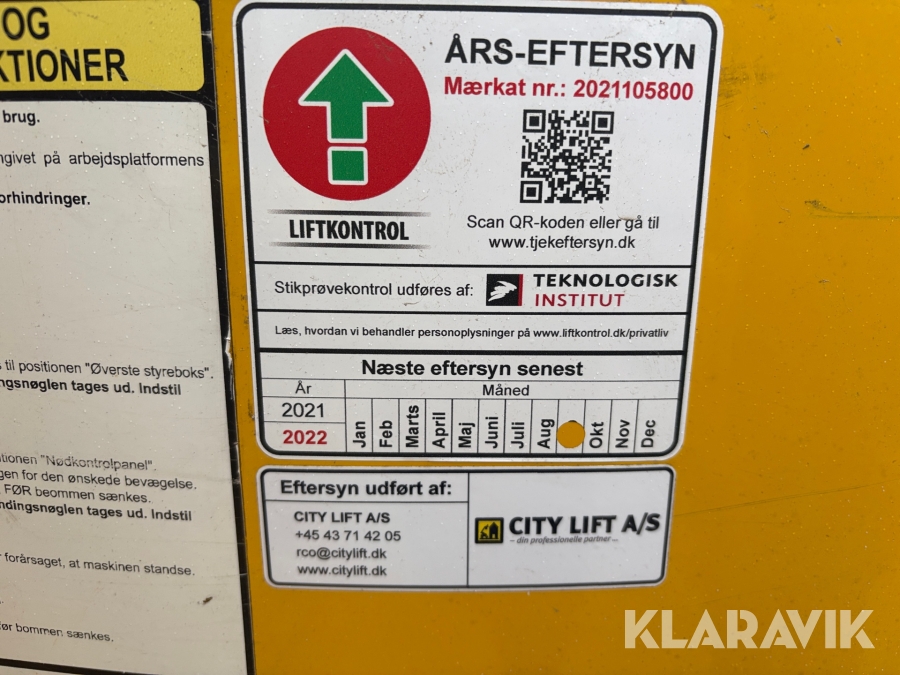 OG
KTIONER
brug.
ngivet på arbejdsplatformens
orhindringer.
til positionen "Øverste styreboks".
ngsnøglen tages ud. Indstil
tionen "Nødkontrolpanel".
gen for den ønskede bevægelse.
FØR beommen sænkes.
ndingsnøglen tages ud. Indstil
forårsaget, at maskinen standse.
før bommen sænkes.
ÅRS-EFTERSYN
Mærkat nr.: 2021105800
LIFTKONTROL
Scan QR-koden eller gå til
www.tjekeftersyn.dk
Stikprøvekontrol udføres af:
TEKNOLOGISK
INSTITUT
Læs, hvordan vi behandler personoplysninger på www.liftkontrol.dk/privatliv
Næste eftersyn senest
År Måned
2021
2022
Jan Feb Marts April Maj Juni Juli Aug Okt Nov Dec
Eftersyn udført af:
CITY LIFT A/S
+45 43 71 42 05
rco@citylift.dk
www.citylift.dk
CITY LIFT A/S
- din professionelle partner -
KLARAVIK